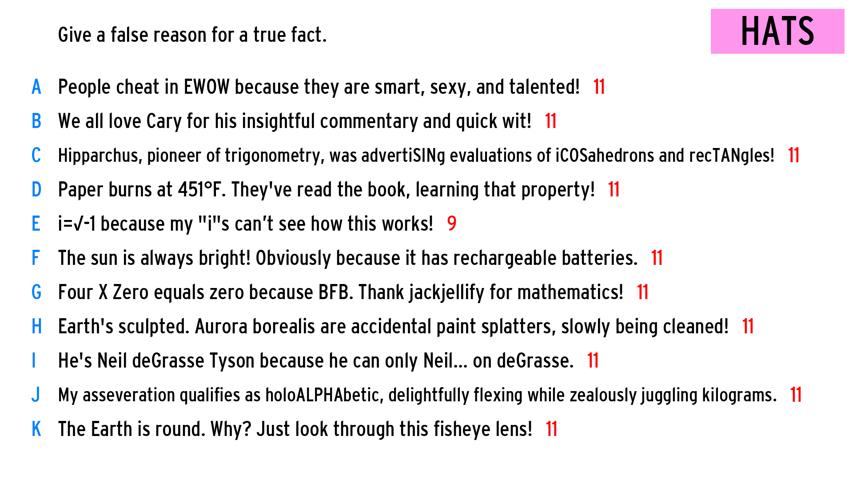 Give a false reason for a true fact.
HATS
A People cheat in EWOW because they are smart, sexy, and talented! 11
B We all love Cary for his insightful commentary and quick wit! 11
C Hipparchus, pioneer of trigonometry, was advertiSINg evaluations of iCOSahedrons and recTANgles! 11
D Paper burns at 451°F. They've read the book, learning that property! 11
E i=√-1 because my "i"s can't see how this works! 9
F The sun is always bright! Obviously because it has rechargeable batteries. 11
G Four X Zero equals zero because BFB. Thank jackjellify for mathematics! 11
H Earth's sculpted. Aurora borealis are accidental paint splatters, slowly being cleaned! 11
I He's Neil deGrasse Tyson because he can only Neil... on deGrasse. 11
J My asseveration qualifies as holoALPHAbetic, delightfully flexing while zealously juggling kilograms. 11
K The Earth is round. Why? Just look through this fisheye lens! 11